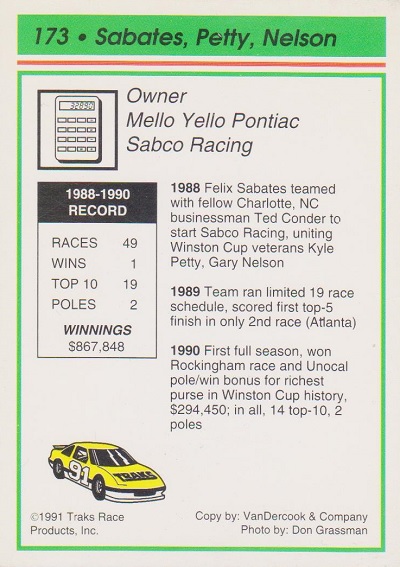 173 • Sabates, Petty, Nelson
32890
Owner
Mello Yello Pontiac
Sabco Racing
1988-1990
RECORD
RACES 49
WINS 1
TOP 10 19
POLES 2
WINNINGS
$867,848
1988 Felix Sabates teamed
with fellow Charlotte, NC
businessman Ted Conder to
start Sabco Racing, uniting
Winston Cup veterans Kyle
Petty, Gary Nelson
1989 Team ran limited 19 race
schedule, scored first top-5
finish in only 2nd race (Atlanta)
1990 First full season, won
Rockingham race and Unocal
pole/win bonus for richest
purse in Winston Cup history,
$294,450; in all, 14 top-10, 2
poles
91
TRAKS
©1991 Traks Race
Products, Inc.
Copy by: VanDercook & Company
Photo by: Don Grassman